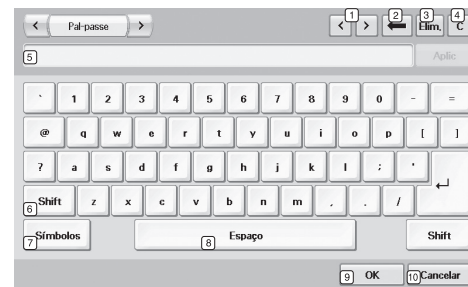 < Pal-passe > 1 < > 2 ← 3 Elim. 4 C
5 Aplic
` 1 2 3 4 5 6 7 8 9 0 - =
@ q w e r t y u i o p [ ]
? a s d f g h j k l ; ' ↵
6 Shift z x c v b n m , . /
7 Símbolos 8 Espaço Shift
9 OK 10 Cancelar